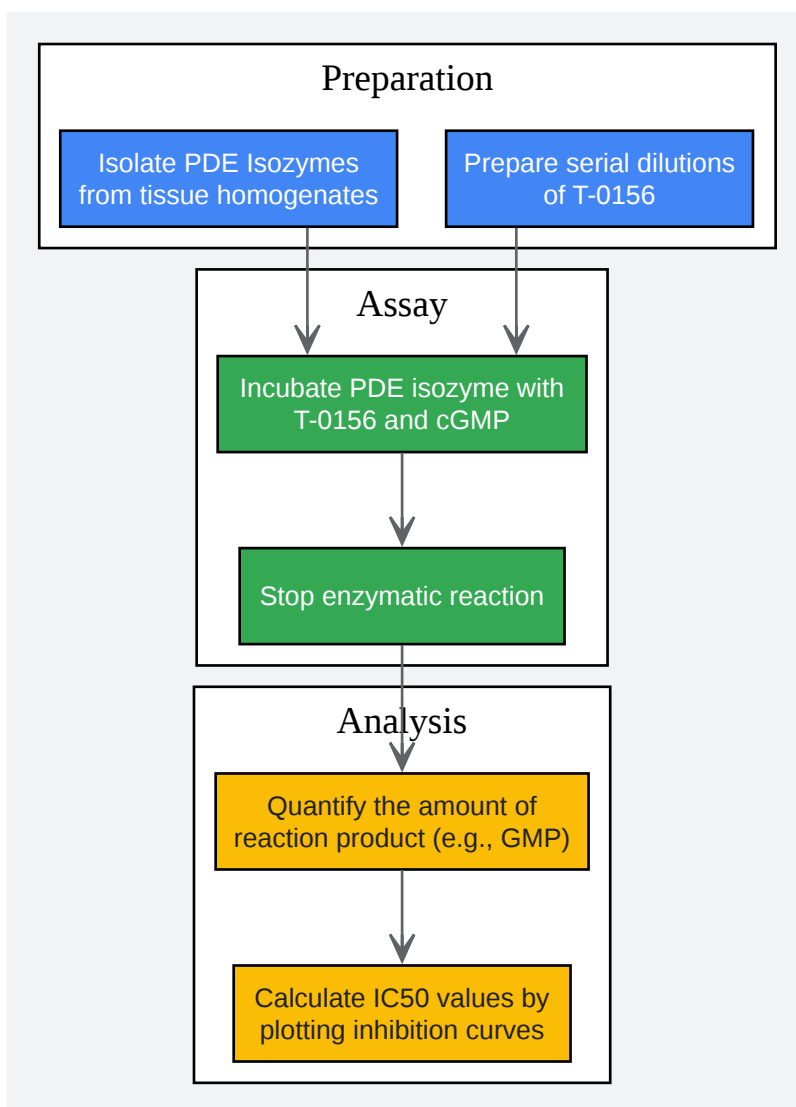 Preparation
Isolate PDE Isozymes
from tissue homogenates
Prepare serial dilutions
of T-0156
Assay
Incubate PDE isozyme with
T-0156 and cGMP
Stop enzymatic reaction
Analysis
Quantify the amount of
reaction product (e.g., GMP)
Calculate IC50 values by
plotting inhibition curves